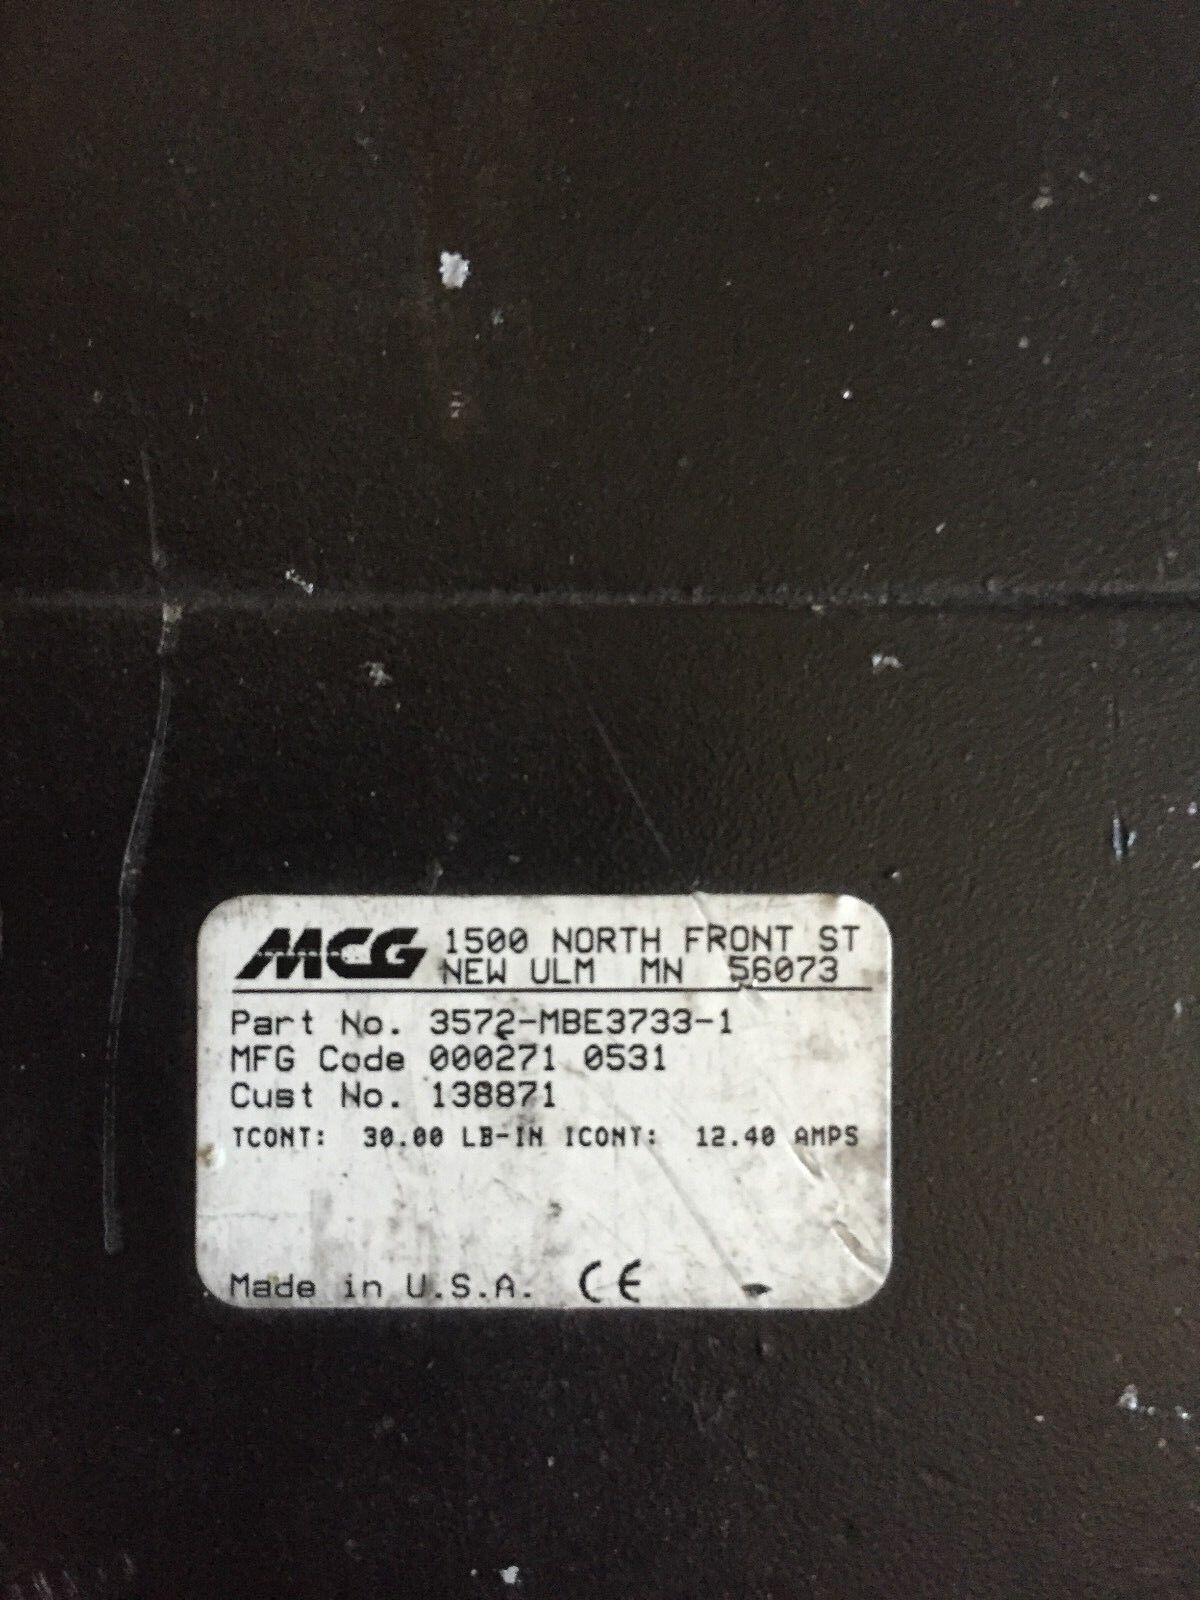 MCG 1500 NORTH FRONT ST
NEW ULM MN 56073
Part No. 3572-MBE3733-1
MFG Code 000271 0531
Cust No. 138871
TCONT: 30.00 LB-IN ICONT: 12.40 AMPS
Made in U.S.A. CE